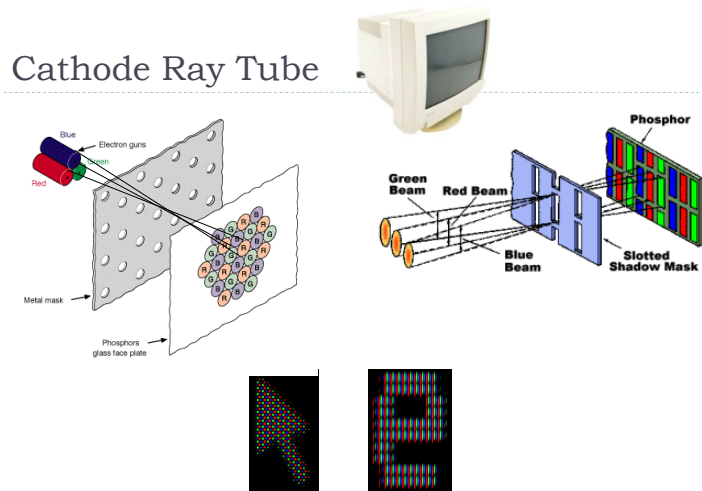 Cathode Ray Tube
Blue
Electron guns
Green
Red
Metal mask
Phosphors
glass face plate
B
R
B
G
G
R
R
G
B
B
G
R
R
G
B
B
G
R
R
G
B
B
G
R
Phosphor
Green
Beam
Red Beam
Blue
Beam
Slotted
Shadow Mask
e